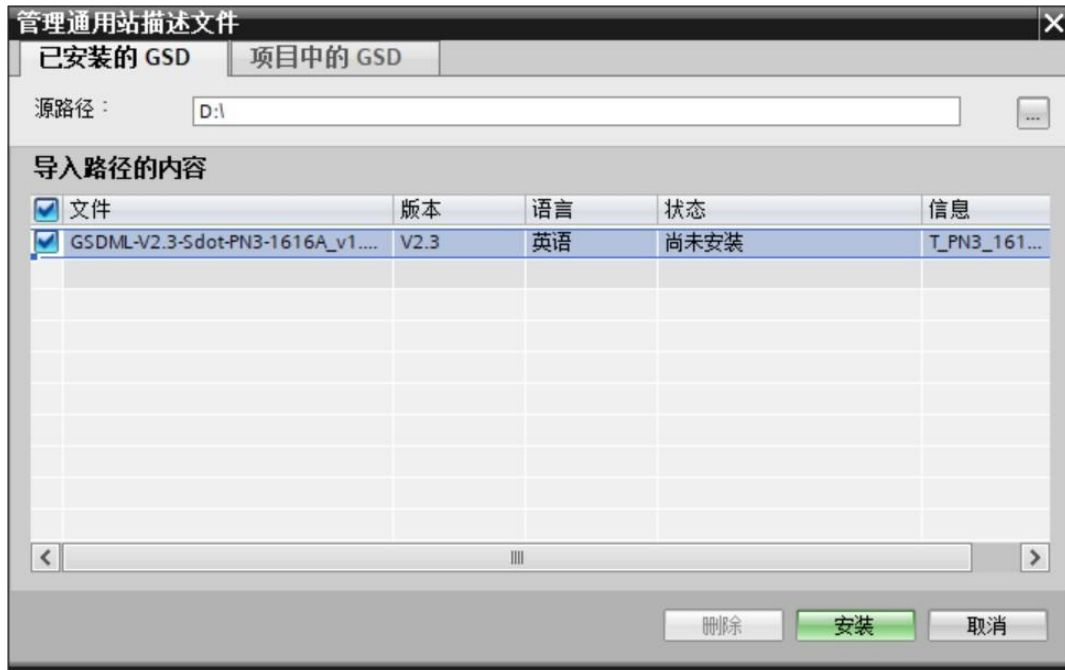 管理通用站描述文件
已安装的 GSD 项目中的 GSD
源路径： D:\ ...
导入路径的内容
文件 版本 语言 状态 信息
GSDML-V2.3-Sdot-PN3-1616A_v1.... V2.3 英语 尚未安装 T_PN3_161...
删除 安装 取消